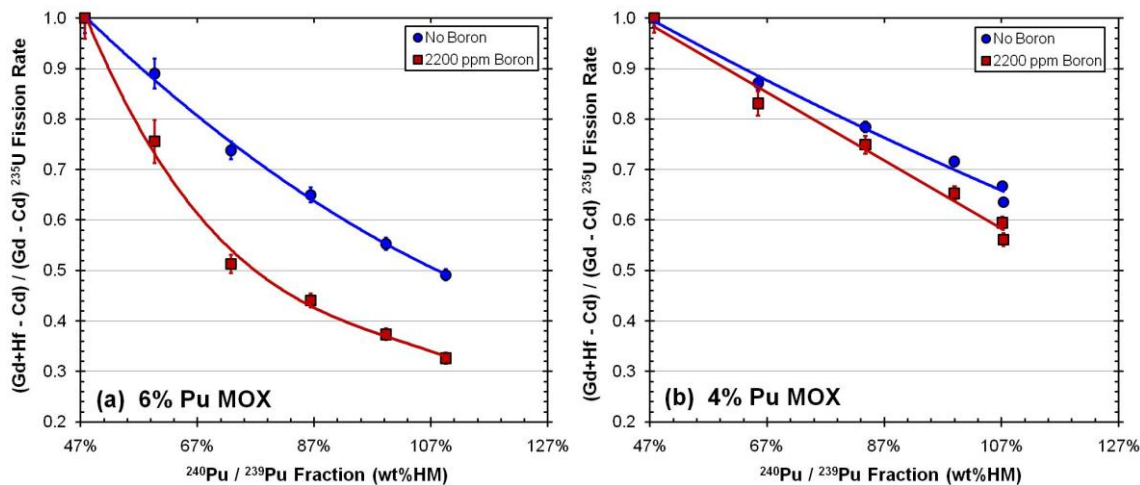 1.0
0.9
0.8
0.7
0.6
0.5
0.4
0.3
0.2
(Gd+Hf - Cd) / (Gd - Cd) ²³⁵U Fission Rate
No Boron
2200 ppm Boron
(a) 6% Pu MOX
47% 67% 87% 107% 127%
²⁴⁰Pu / ²³⁹Pu Fraction (wt%HM)
1.0
0.9
0.8
0.7
0.6
0.5
0.4
0.3
0.2
(Gd+Hf - Cd) / (Gd - Cd) ²³⁵U Fission Rate
No Boron
2200 ppm Boron
(b) 4% Pu MOX
47% 67% 87% 107% 127%
²⁴⁰Pu / ²³⁹Pu Fraction (wt%HM)